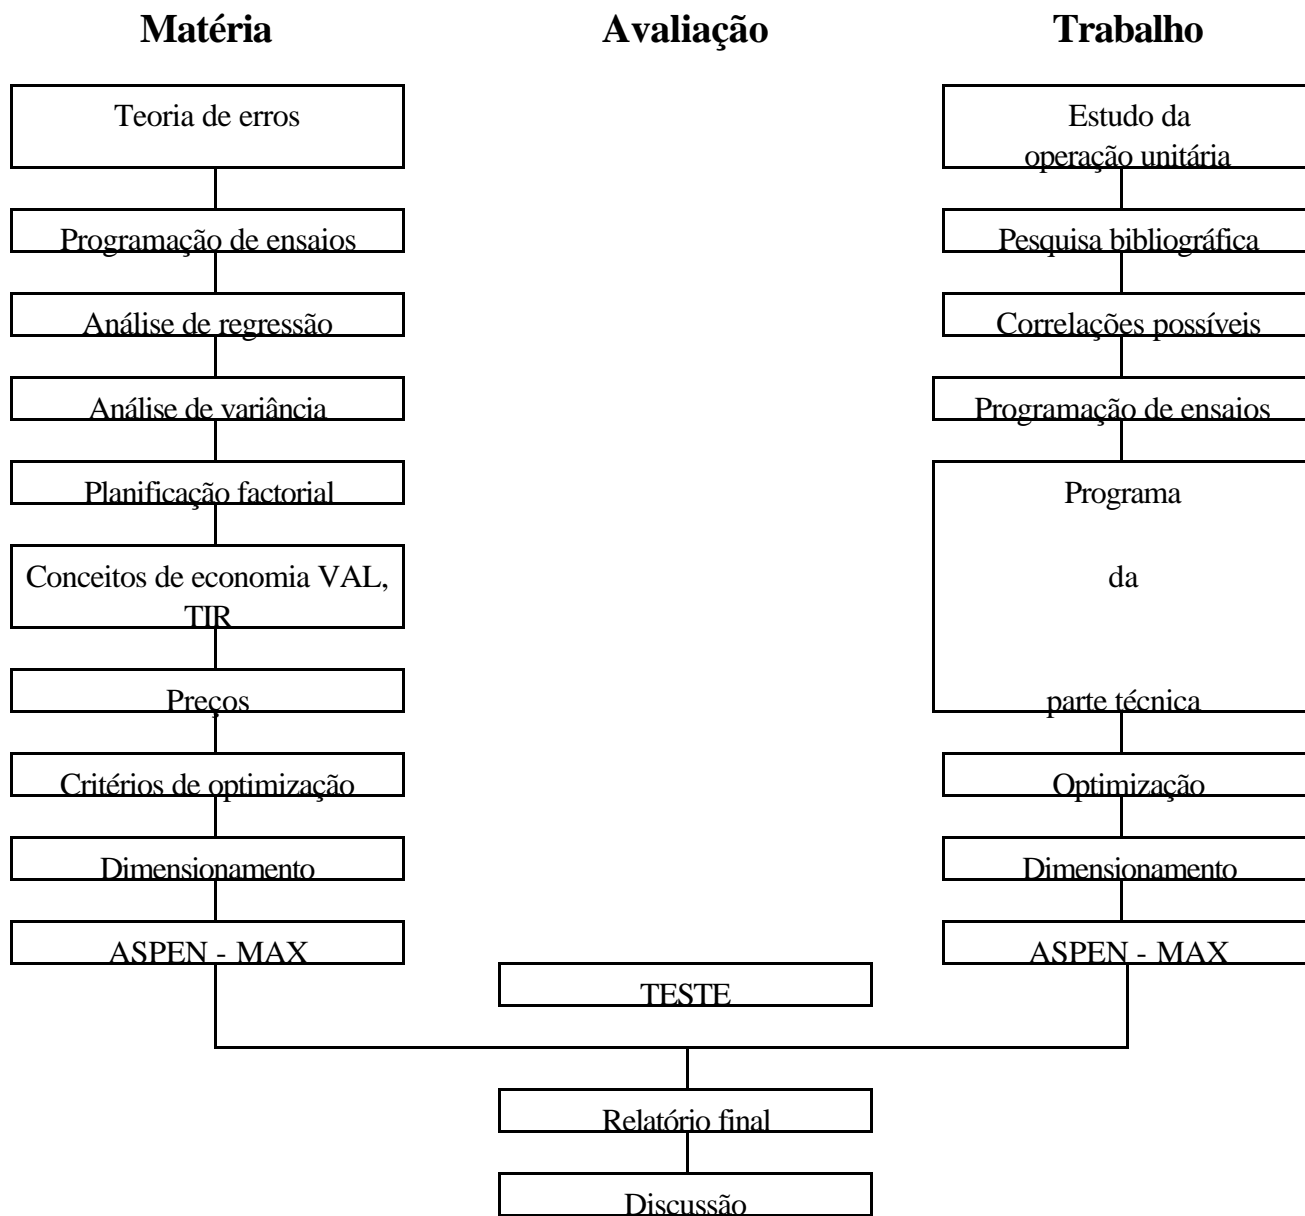 Matéria
Avaliação
Trabalho
Teoria de erros
Programação de ensaios
Análise de regressão
Análise de variância
Planificação factorial
Conceitos de economia VAL,
TIR
Preços
Critérios de optimização
Dimensionamento
ASPEN - MAX
TESTE
Relatório final
Discussão
Estudo da
operação unitária
Pesquisa bibliográfica
Correlações possíveis
Programação de ensaios
Programa
da
parte técnica
Optimização
Dimensionamento
ASPEN - MAX